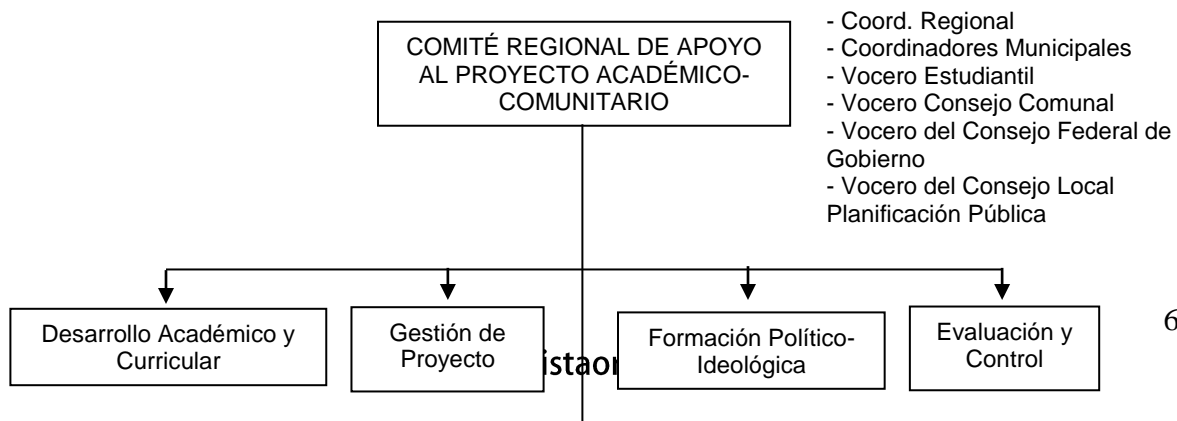 COMITÉ REGIONAL DE APOYO
AL PROYECTO ACADÉMICO-
COMUNITARIO
- Coord. Regional
- Coordinadores Municipales
- Vocero Estudiantil
- Vocero Consejo Comunal
- Vocero del Consejo Federal de
Gobierno
- Vocero del Consejo Local
Planificación Pública
Desarrollo Académico y
Curricular
Gestión de
Proyecto
Formación Político-
Ideológica
Evaluación y
Control
6